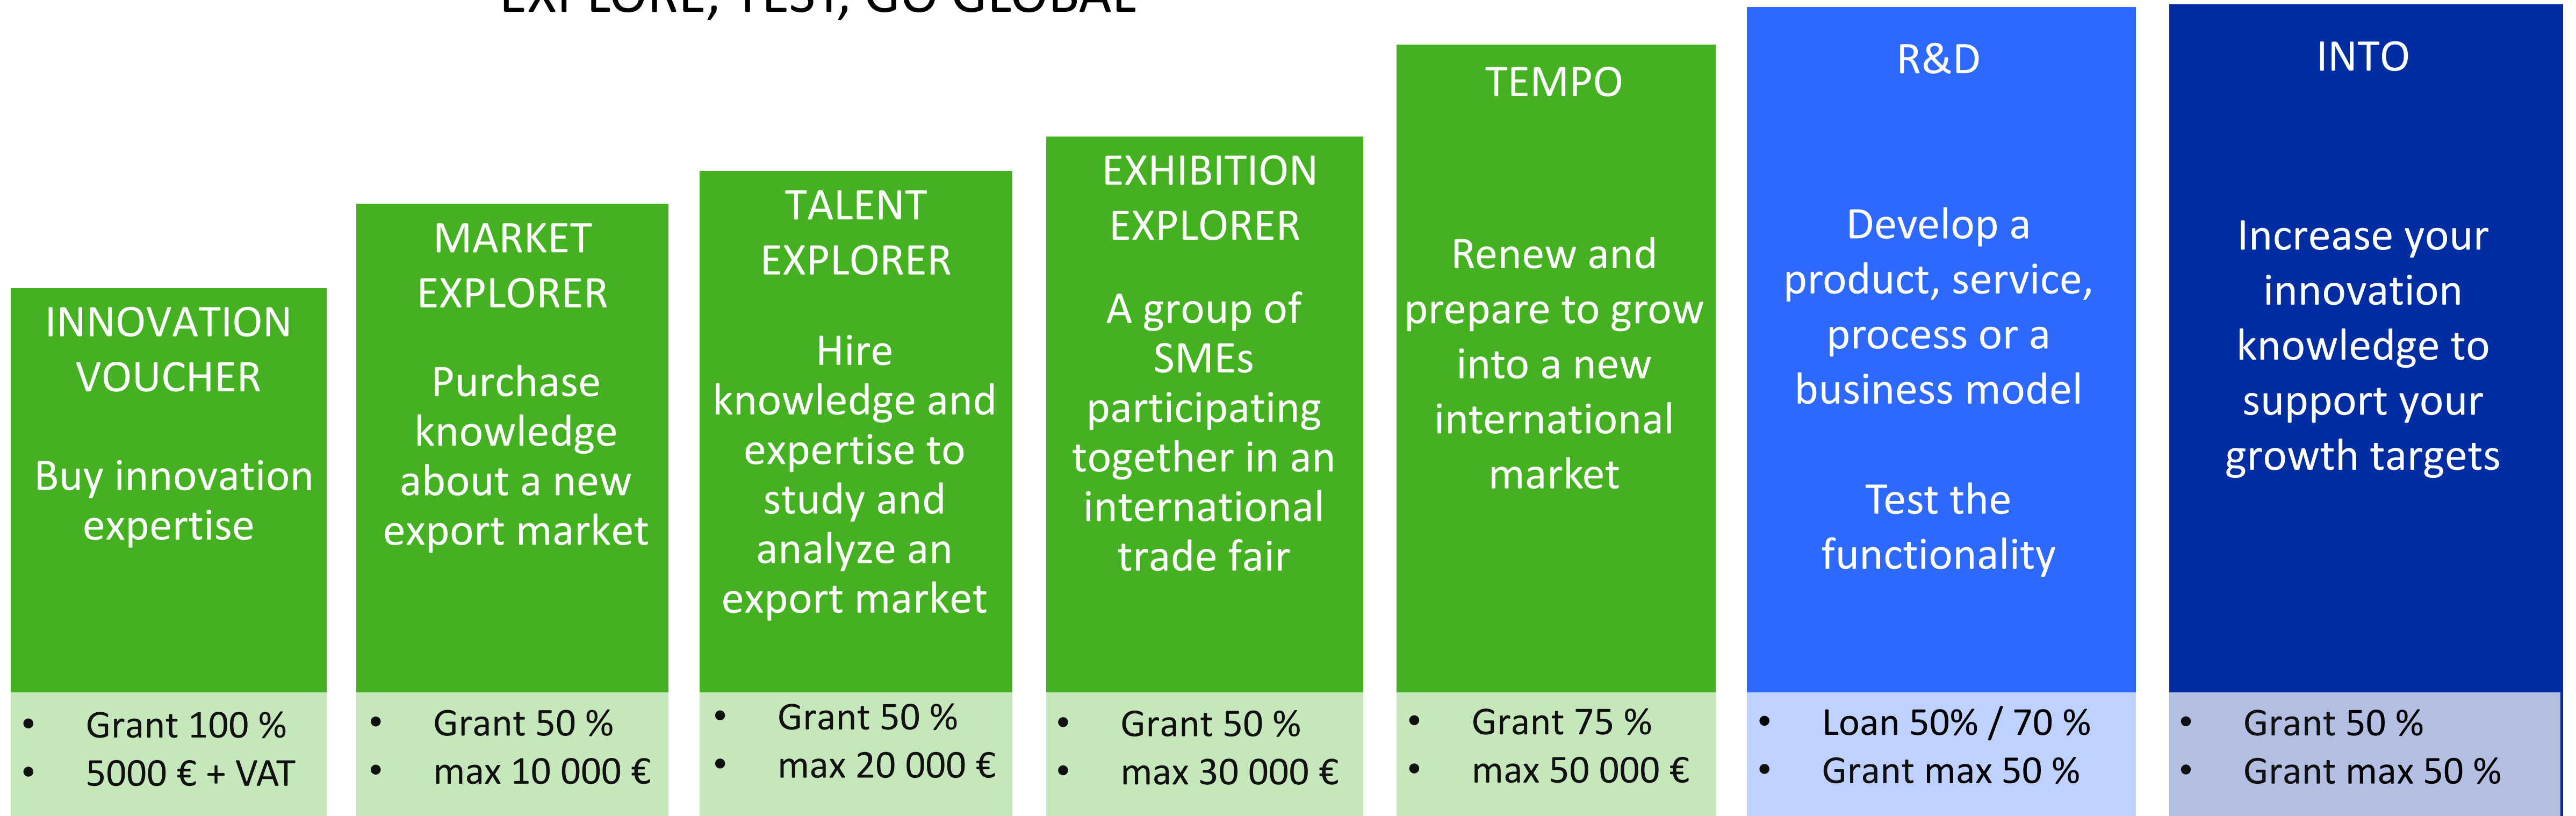 EXPLORE, TEST, GO GLOBAL
INNOVATION
VOUCHER
Buy innovation
expertise
• Grant 100 %
• 5000 € + VAT
MARKET
EXPLORER
Purchase
knowledge
about a new
export market
• Grant 50 %
• max 10 000 €
TALENT
EXPLORER
Hire
knowledge and
expertise to
study and
analyze an
export market
• Grant 50 %
• max 20 000 €
EXHIBITION
EXPLORER
A group of
SMEs
participating
together in an
international
trade fair
• Grant 50 %
• max 30 000 €
TEMPO
Renew and
prepare to grow
into a new
international
market
• Grant 75 %
• max 50 000 €
R&D
Develop a
product, service,
process or a
business model
Test the
functionality
• Loan 50% / 70 %
• Grant max 50 %
INTO
Increase your
innovation
knowledge to
support your
growth targets
• Grant 50 %
• Grant max 50 %